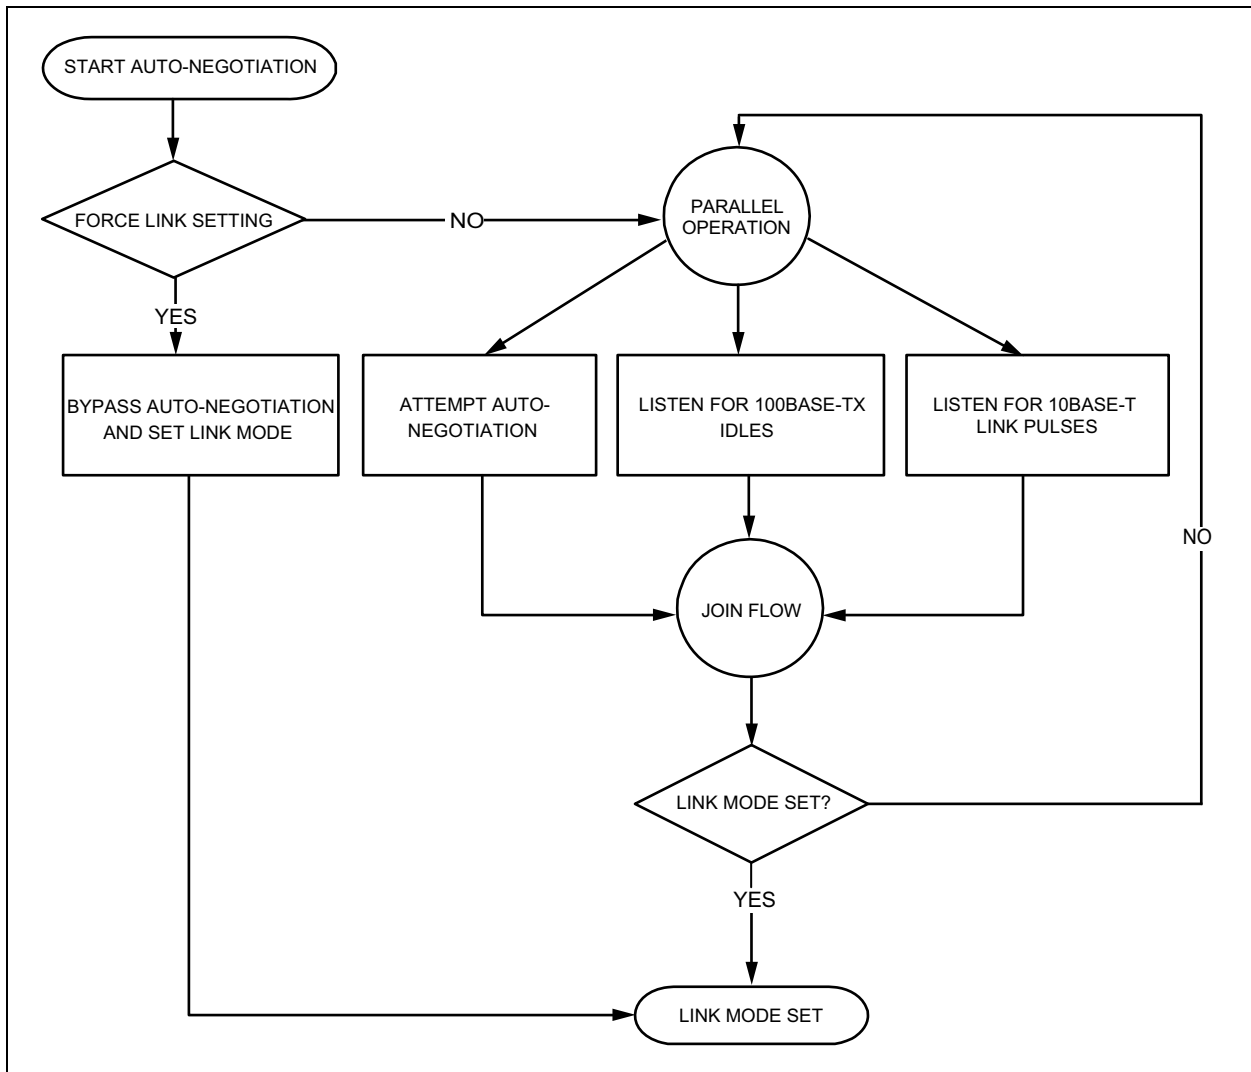 START AUTO-NEGOTIATION
FORCE LINK SETTING
NO
PARALLEL
OPERATION
YES
BYPASS AUTO-NEGOTIATION
AND SET LINK MODE
ATTEMPT AUTO-
NEGOTIATION
LISTEN FOR 100BASE-TX
IDLES
LISTEN FOR 10BASE-T
LINK PULSES
NO
JOIN FLOW
LINK MODE SET?
YES
LINK MODE SET